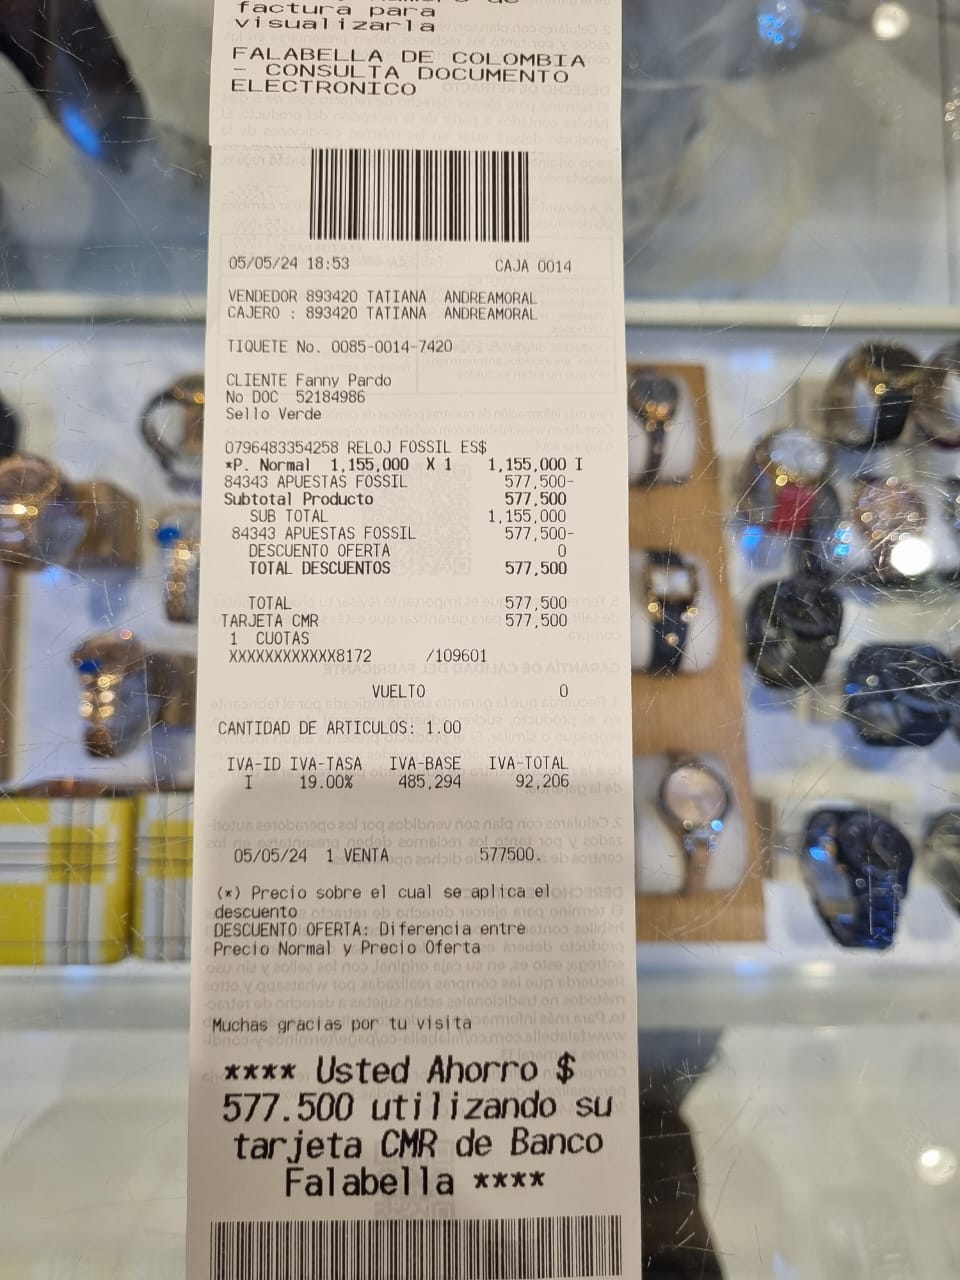 factura para
visualizarla
FALABELLA DE COLOMBIA
- CONSULTA DOCUMENTO
ELECTRONICO
05/05/24 18:53 CAJA 0014
VENDEDOR 893420 TATIANA ANDREAMORAL
CAJERO : 893420 TATIANA ANDREAMORAL
TIQUETE No. 0085-0014-7420
CLIENTE Fanny Pardo
No DOC 52184986
Sello Verde
0796483354258 RELOJ FOSSIL ES$
*P. Normal 1,155,000 X 1 1,155,000 I
84343 APUESTAS FOSSIL 577,500-
Subtotal Producto 577,500
SUB TOTAL 1,155,000
84343 APUESTAS FOSSIL 577,500-
DESCUENTO OFERTA 0
TOTAL DESCUENTOS 577,500
TOTAL 577,500
TARJETA CMR 577,500
1 CUOTAS
XXXXXXXXXXXX8172 /109601
VUELTO 0
CANTIDAD DE ARTICULOS: 1.00
IVA-ID IVA-TASA IVA-BASE IVA-TOTAL
I 19.00% 485,294 92,206
05/05/24 1 VENTA 577500.
(*) Precio sobre el cual se aplica el
descuento
DESCUENTO OFERTA: Diferencia entre
Precio Normal y Precio Oferta
Muchas gracias por tu visita
**** Usted Ahorro $
577.500 utilizando su
tarjeta CMR de Banco
Falabella ****